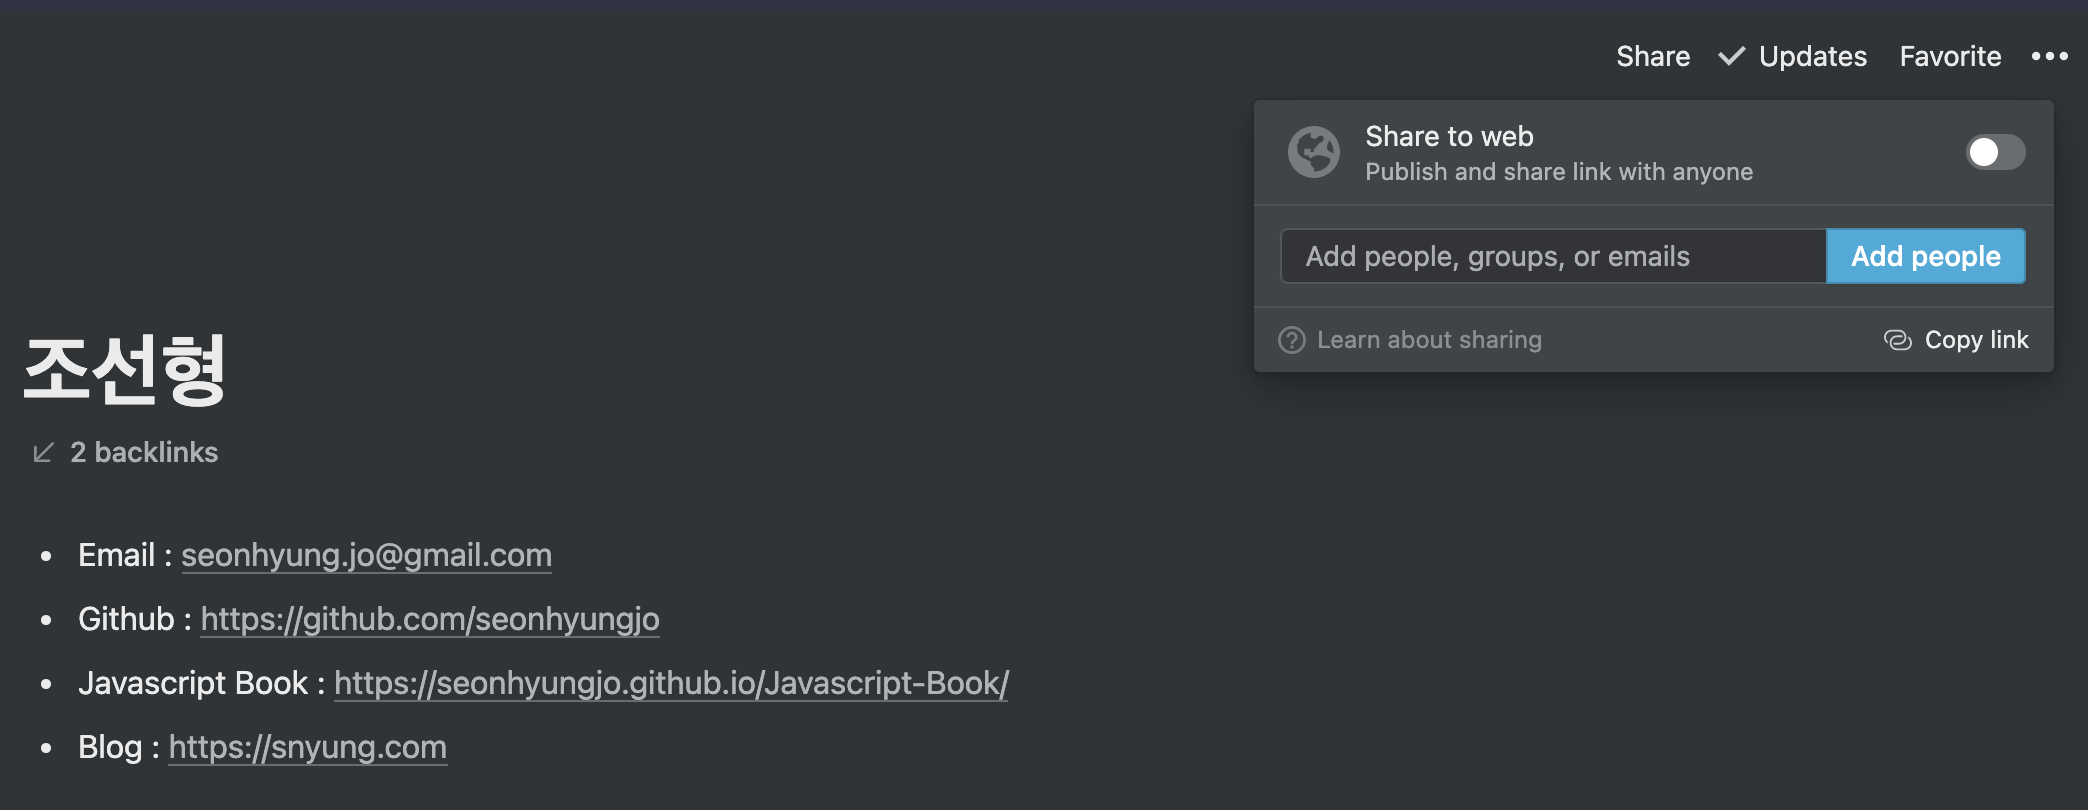 Share Updates Favorite
Share to web
Publish and share link with anyone
Add people, groups, or emails Add people
Learn about sharing Copy link
조선형
2 backlinks
• Email : seonhyung.jo@gmail.com
• Github : https://github.com/seonhyungjo
• Javascript Book : https://seonhyungjo.github.io/Javascript-Book/
• Blog : https://snyung.com